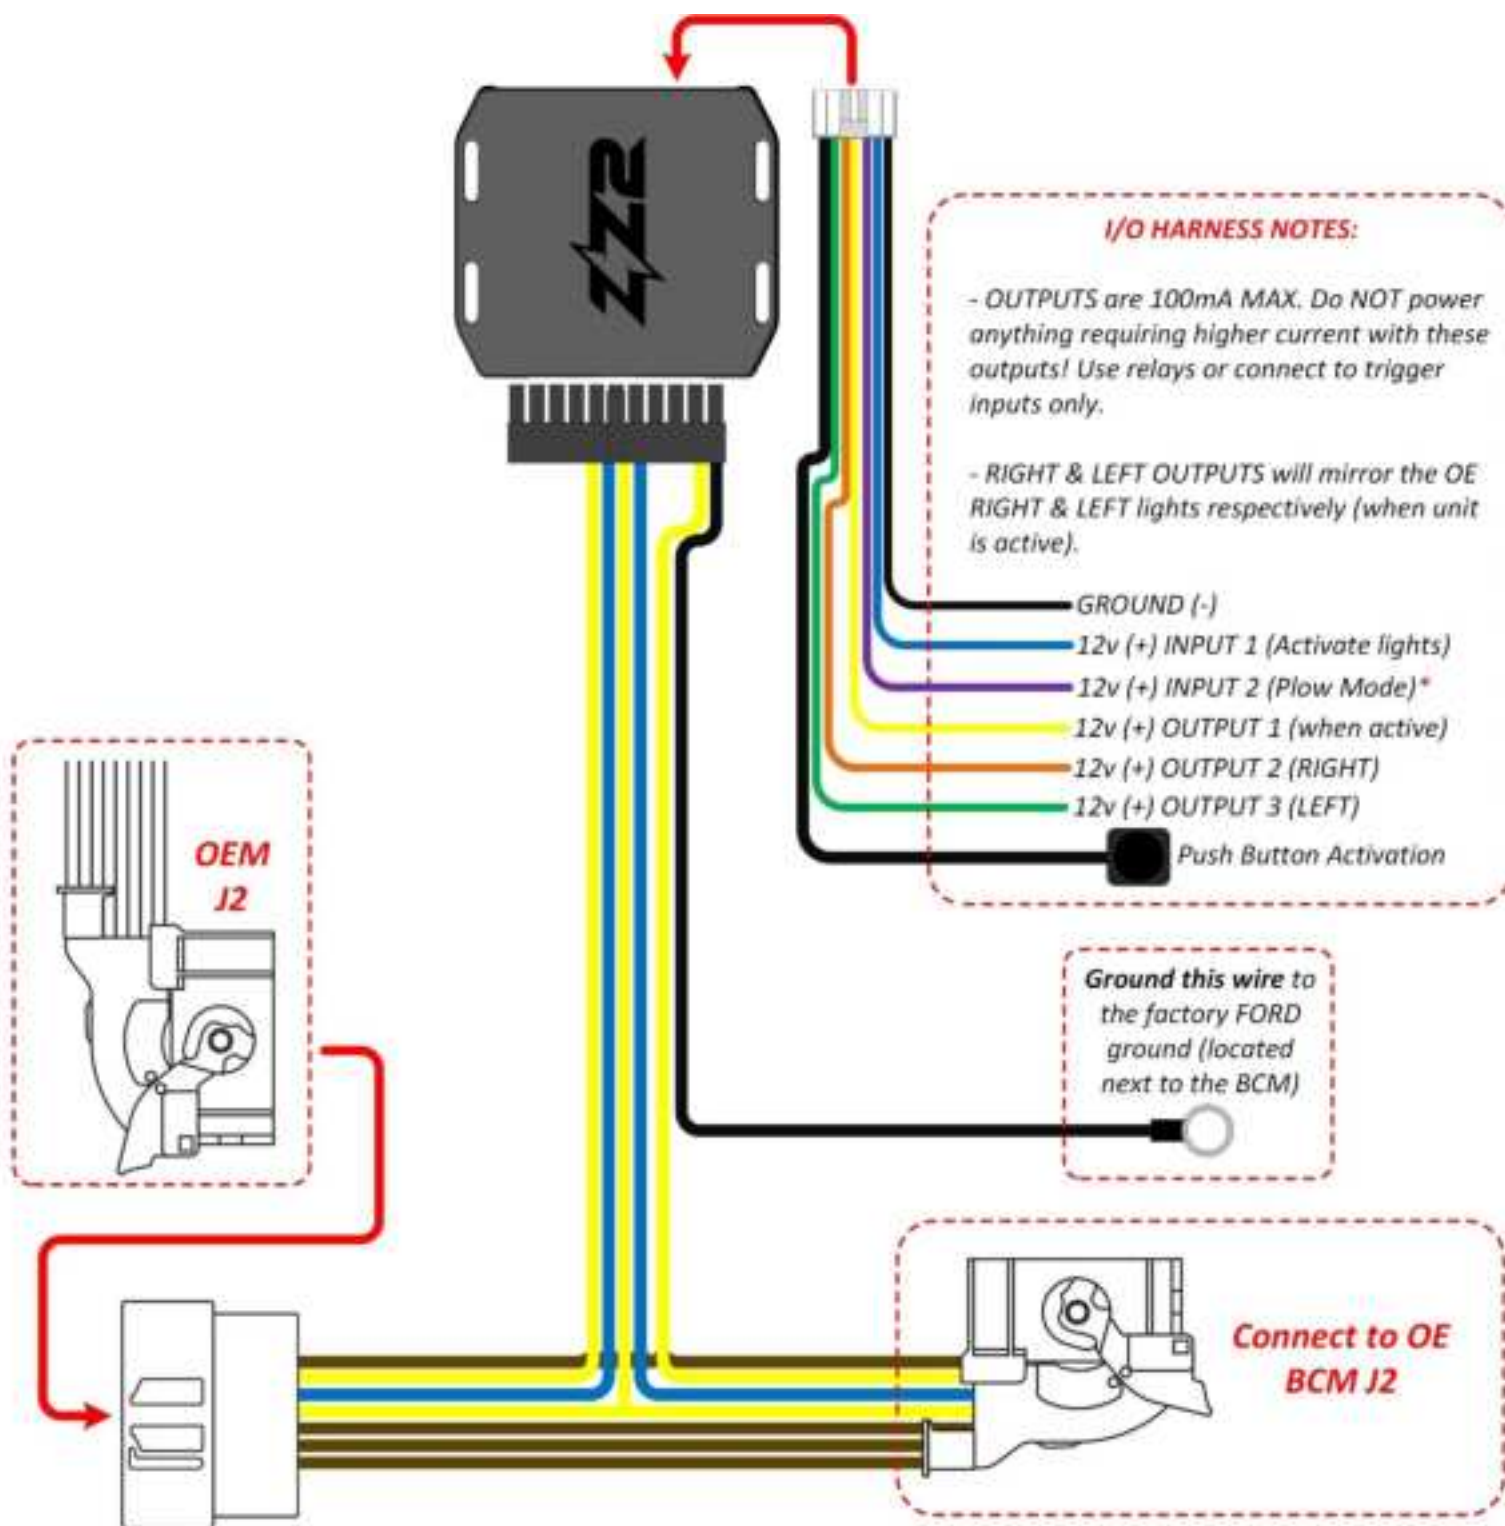 ZZ2
I/O HARNESS NOTES:
- OUTPUTS are 100mA MAX. Do NOT power
anything requiring higher current with these
outputs! Use relays or connect to trigger
inputs only.
- RIGHT & LEFT OUTPUTS will mirror the OE
RIGHT & LEFT lights respectively (when unit
is active).
GROUND (-)
12v (+) INPUT 1 (Activate lights)
12v (+) INPUT 2 (Plow Mode)*
12v (+) OUTPUT 1 (when active)
12v (+) OUTPUT 2 (RIGHT)
12v (+) OUTPUT 3 (LEFT)
Push Button Activation
OEM
J2
Ground this wire to
the factory FORD
ground (located
next to the BCM)
Connect to OE
BCM J2